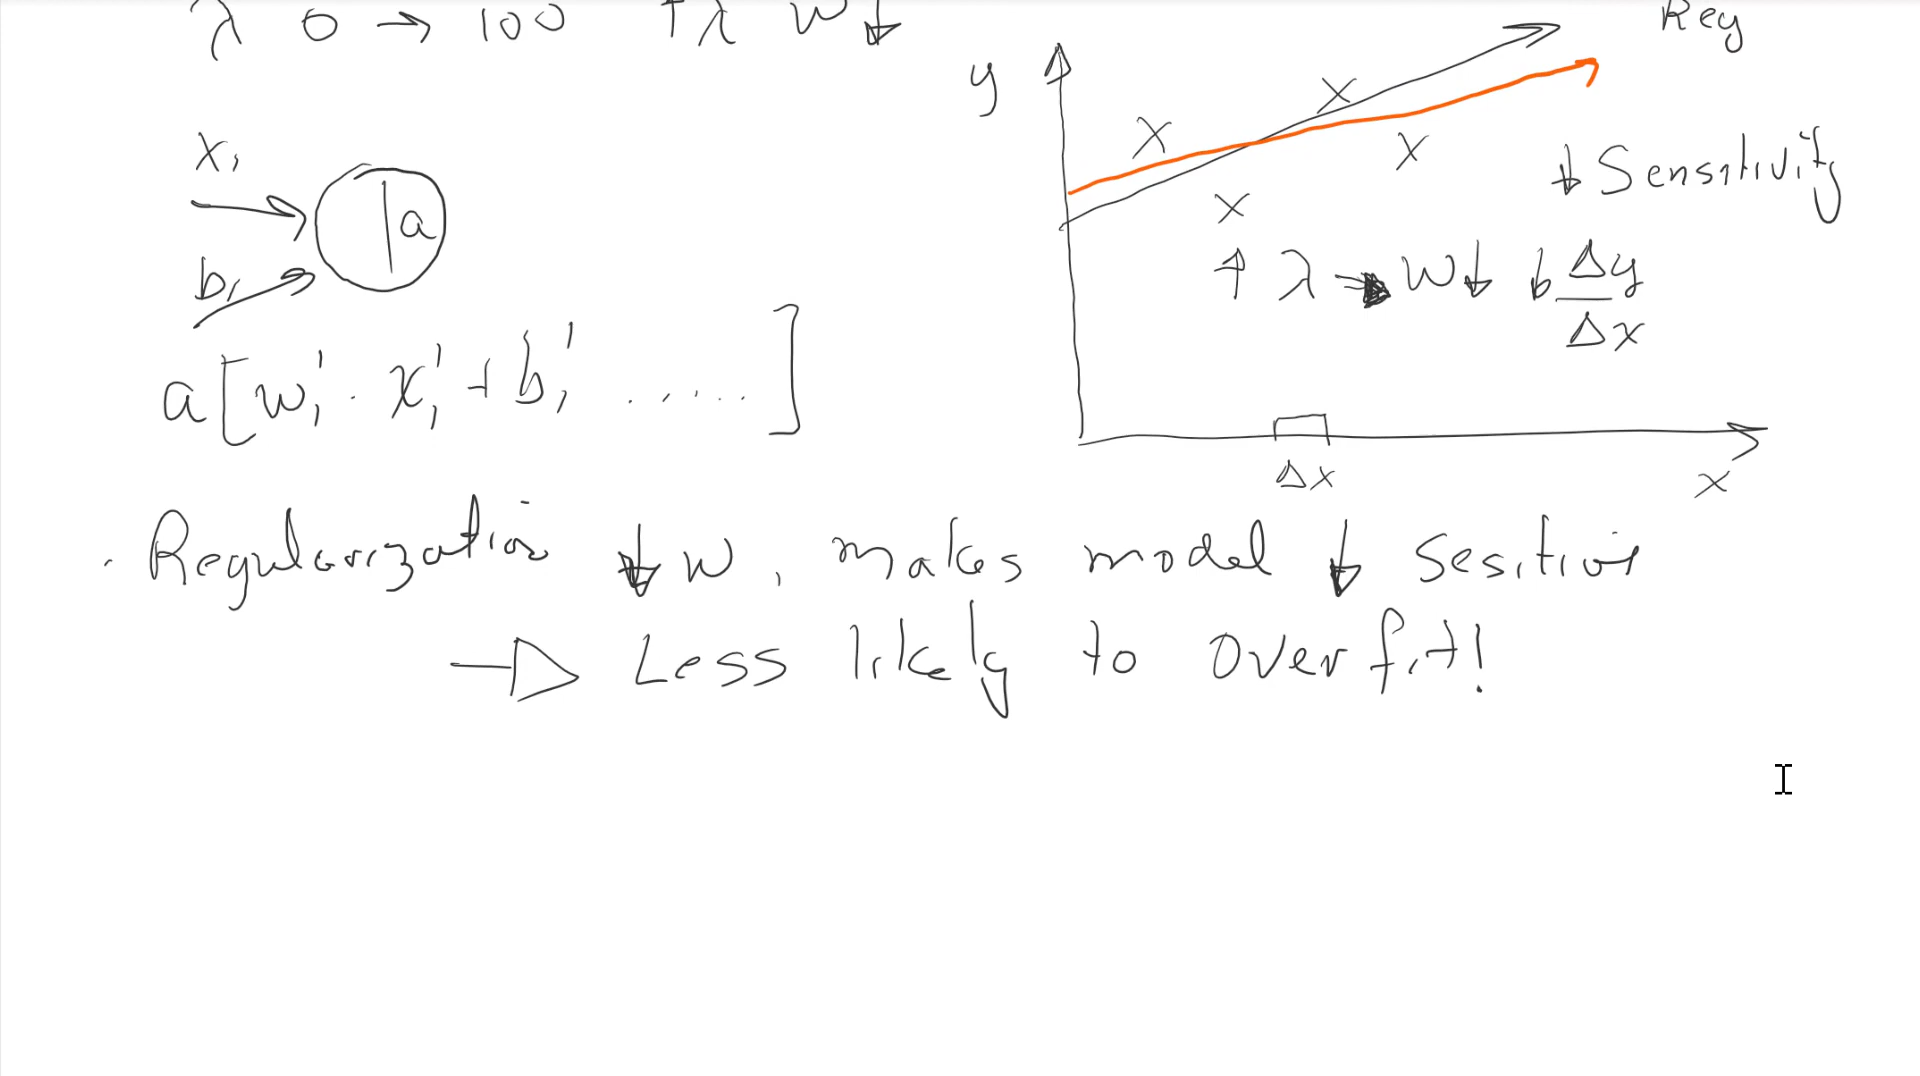 λ 0 → 100 ↑λ W↓
Reg
y
x₁
a
b₁
↓ Sensitivity
↑ λ → W↓ b Δy/Δx
a[w₁' · x₁' + b₁' .....]
Δx
x
· Regularization ↓ W, makes model ↓ Sesitive
→ Less likely to Overfit!